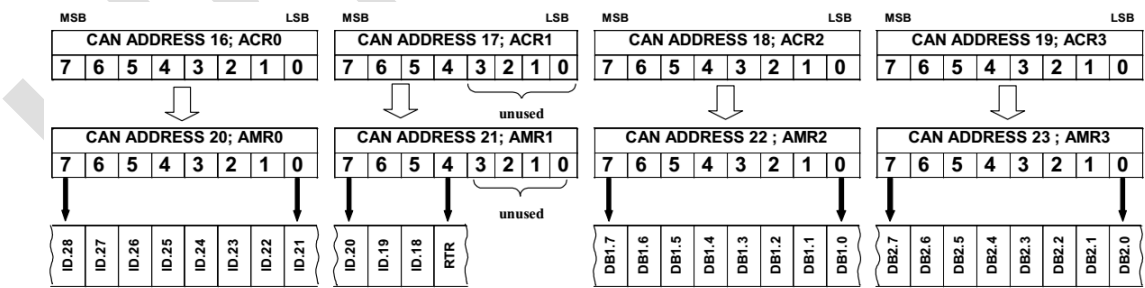 MSB LSB MSB LSB MSB LSB MSB LSB
CAN ADDRESS 16; ACR0 CAN ADDRESS 17; ACR1 CAN ADDRESS 18; ACR2 CAN ADDRESS 19; ACR3
7 6 5 4 3 2 1 0 7 6 5 4 3 2 1 0 7 6 5 4 3 2 1 0 7 6 5 4 3 2 1 0
unused
CAN ADDRESS 20; AMR0 CAN ADDRESS 21; AMR1 CAN ADDRESS 22 ; AMR2 CAN ADDRESS 23 ; AMR3
7 6 5 4 3 2 1 0 7 6 5 4 3 2 1 0 7 6 5 4 3 2 1 0 7 6 5 4 3 2 1 0
unused
ID.28 ID.27 ID.26 ID.25 ID.24 ID.23 ID.22 ID.21 ID.20 ID.19 ID.18 RTR DB1.7 DB1.6 DB1.5 DB1.4 DB1.3 DB1.2 DB1.1 DB1.0 DB2.7 DB2.6 DB2.5 DB2.4 DB2.3 DB2.2 DB2.1 DB2.0